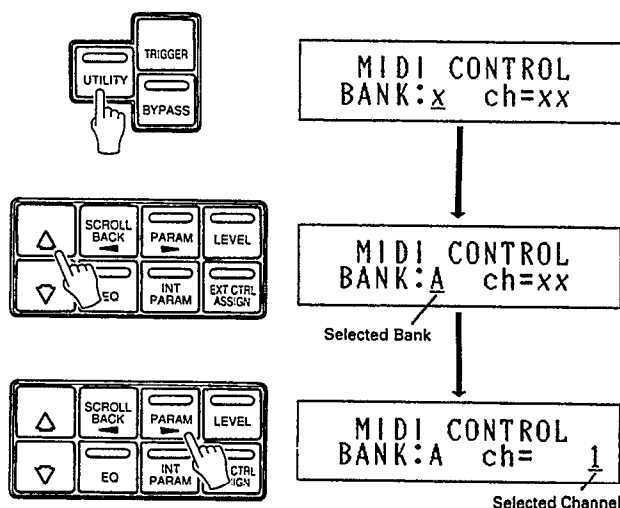 TRIGGER
UTILITY
BYPASS
MIDI CONTROL
BANK:x ch=xx
SCROLL BACK
PARAM
LEVEL
EQ
INT PARAM
EXT CTRL ASSIGN
MIDI CONTROL
BANK:A ch=xx
Selected Bank
SCROLL BACK
PARAM
LEVEL
EQ
INT PARAM
CTRL
IGN
MIDI CONTROL
BANK:A ch= 1
Selected Channel